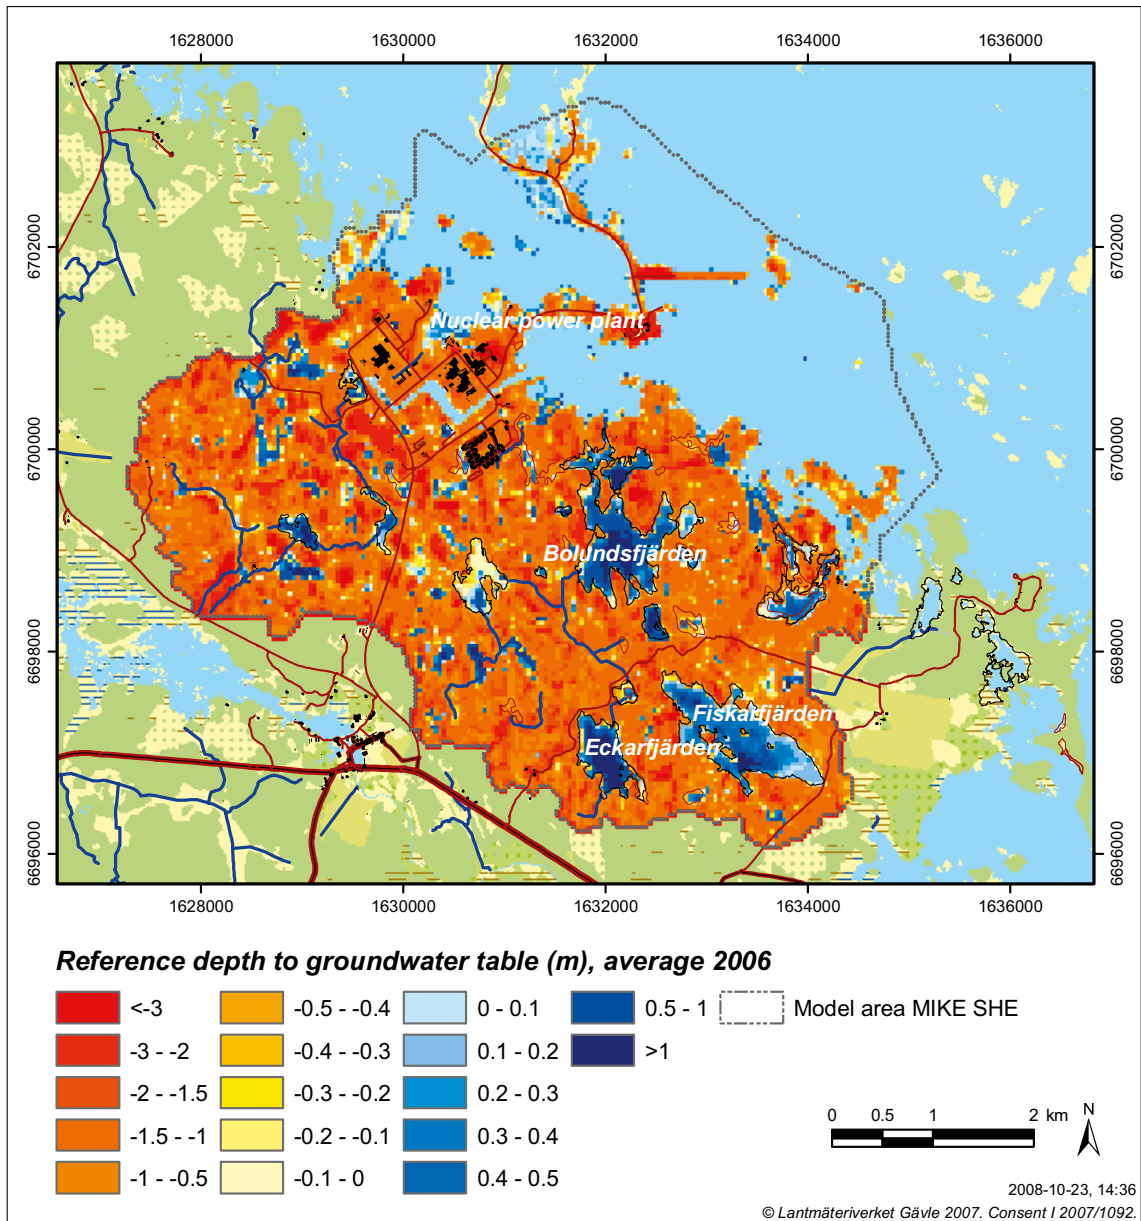 1628000 1630000 1632000 1634000 1636000
6702000 6702000
Nuclear power plant
6700000 6700000
Bolundsfjärden
6698000 6698000
Fiskarfjärden
Eckarfjärden
6696000 6696000
1628000 1630000 1632000 1634000 1636000
Reference depth to groundwater table (m), average 2006
<-3 -0.5 - -0.4 0 - 0.1 0.5 - 1 Model area MIKE SHE
-3 - -2 -0.4 - -0.3 0.1 - 0.2 >1
-2 - -1.5 -0.3 - -0.2 0.2 - 0.3
-1.5 - -1 -0.2 - -0.1 0.3 - 0.4
-1 - -0.5 -0.1 - 0 0.4 - 0.5
0 0.5 1 2 km N
2008-10-23, 14:36
© Lantmäteriverket Gävle 2007. Consent I 2007/1092.